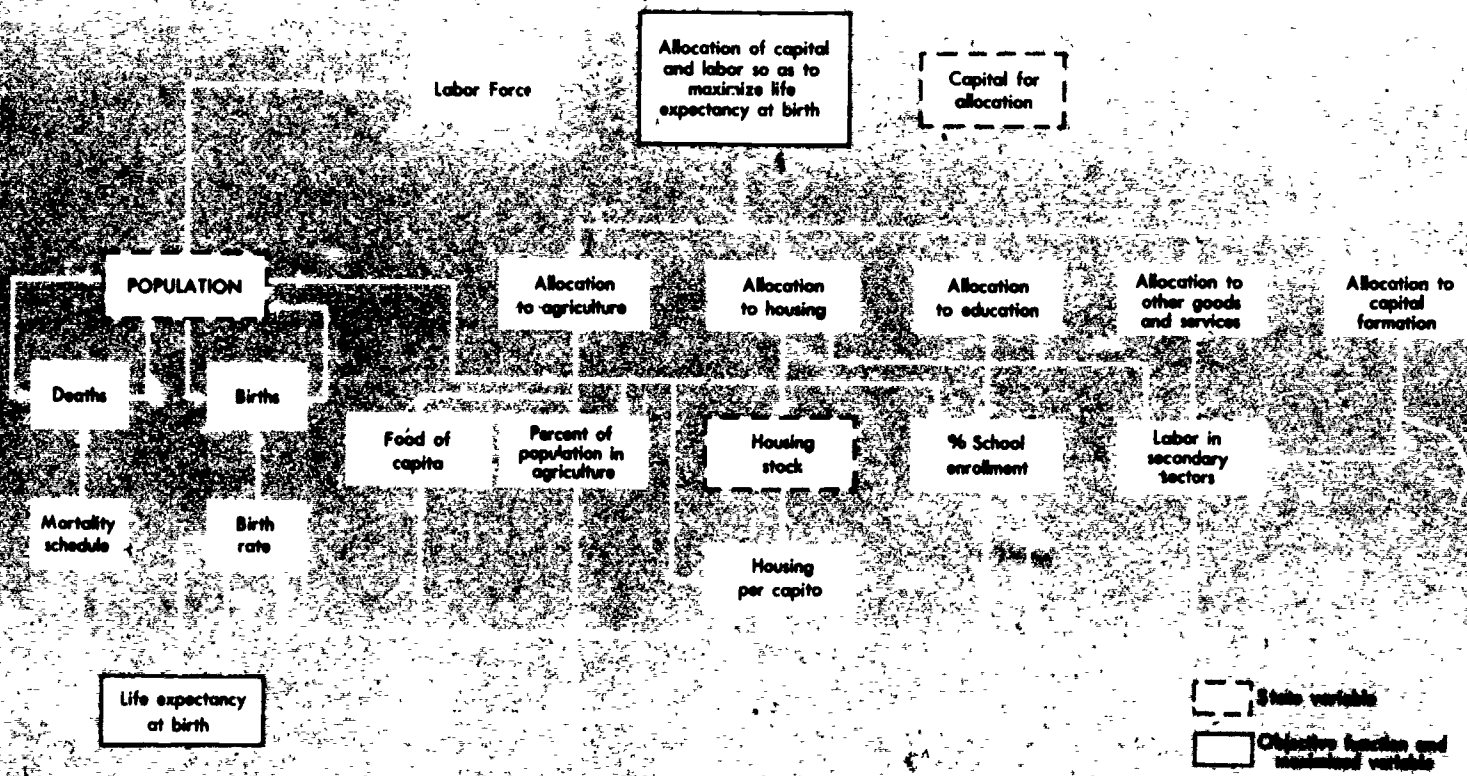 Labor Force
Allocation of capital
and labor so as to
maximize life
expectancy at birth
Capital for
allocation
POPULATION
Allocation
to agriculture
Allocation
to housing
Allocation
to education
Allocation to
other goods
and services
Allocation to
capital
formation
Deaths
Births
Food of
capita
Percent of
population in
agriculture
Housing
stock
% School
enrollment
Labor in
secondary
sectors
Mortality
schedule
Birth
rate
Housing
per capito
Life expectancy
at birth
State variable
Objective function and
maximized variable